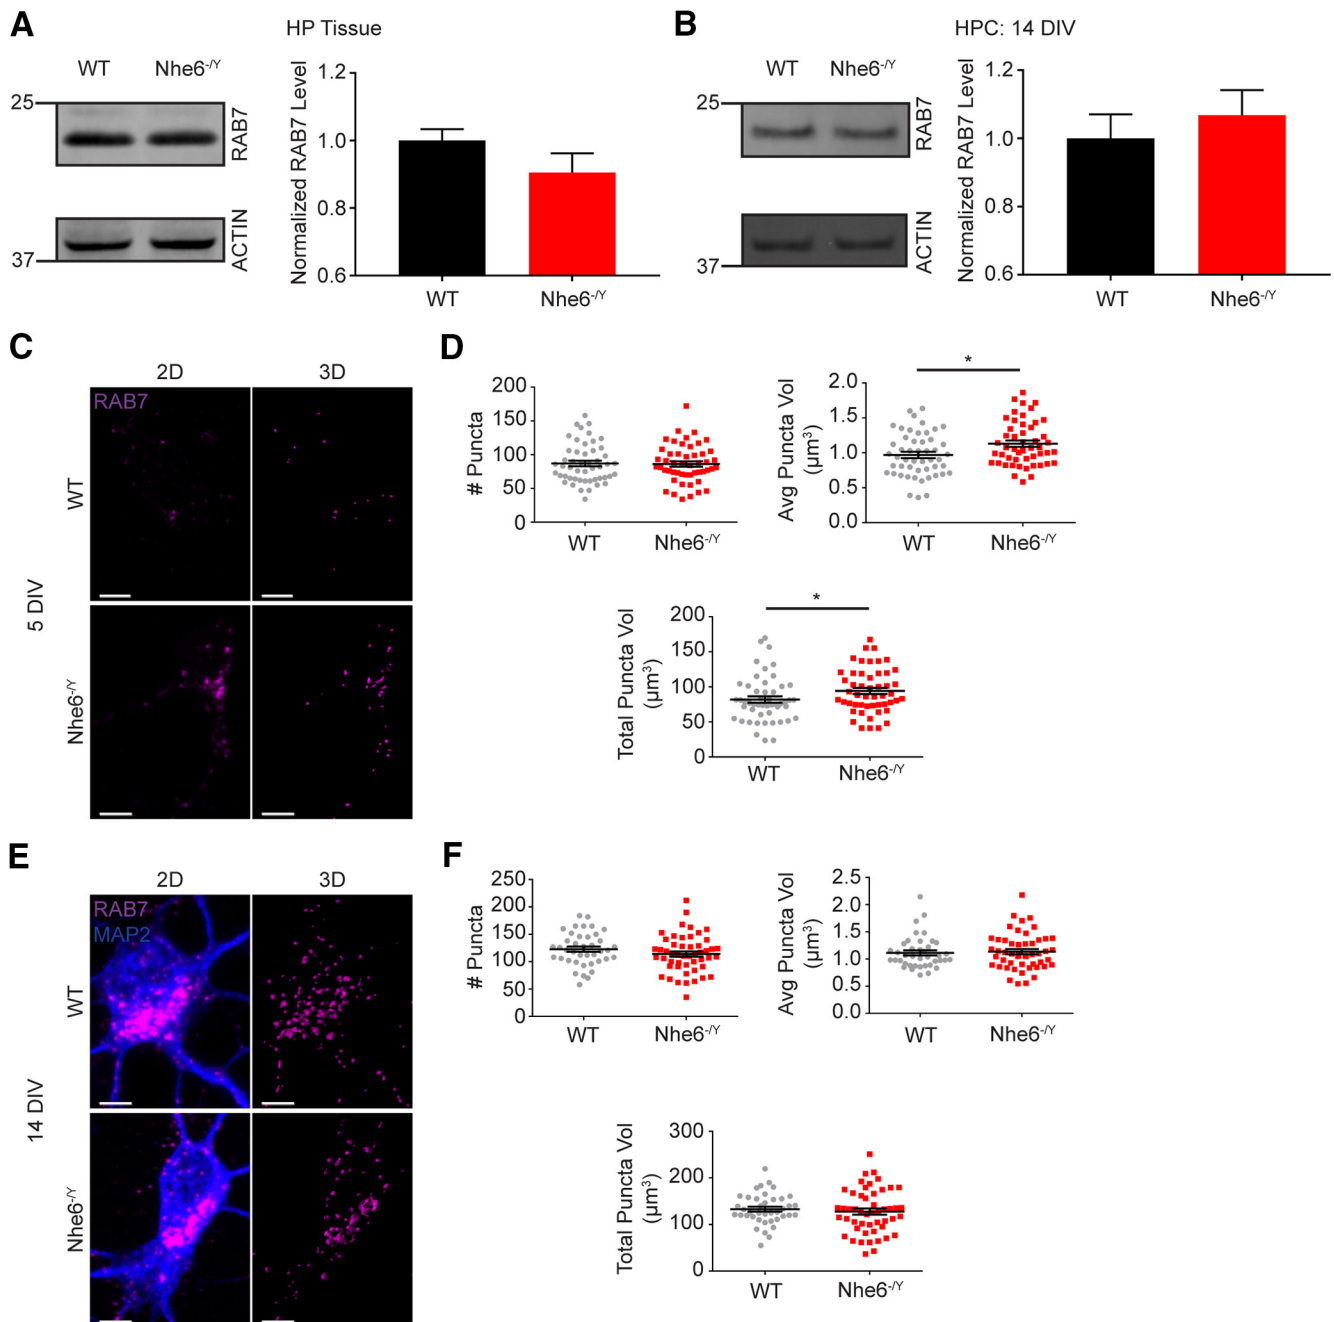 A
HP Tissue
WT Nhe6-/Y
25
RAB7
37
ACTIN
Normalized RAB7 Level
1.2
1.0
0.8
0.6
WT Nhe6-/Y
B
HPC: 14 DIV
WT Nhe6-/Y
25
RAB7
37
ACTIN
Normalized RAB7 Level
1.2
1.0
0.8
0.6
WT Nhe6-/Y
C
2D 3D
RAB7
WT
5 DIV
Nhe6-/Y
D
# Puncta
200
150
100
50
0
WT Nhe6-/Y
*
Avg Puncta Vol
(µm3)
2.0
1.5
1.0
0.5
0.0
WT Nhe6-/Y
*
Total Puncta Vol
(µm3)
200
150
100
50
0
WT Nhe6-/Y
E
2D 3D
RAB7
MAP2
WT
14 DIV
Nhe6-/Y
F
# Puncta
250
200
150
100
50
0
WT Nhe6-/Y
Avg Puncta Vol
(µm3)
2.5
2.0
1.5
1.0
0.5
0.0
WT Nhe6-/Y
Total Puncta Vol
(µm3)
300
200
100
0
WT Nhe6-/Y